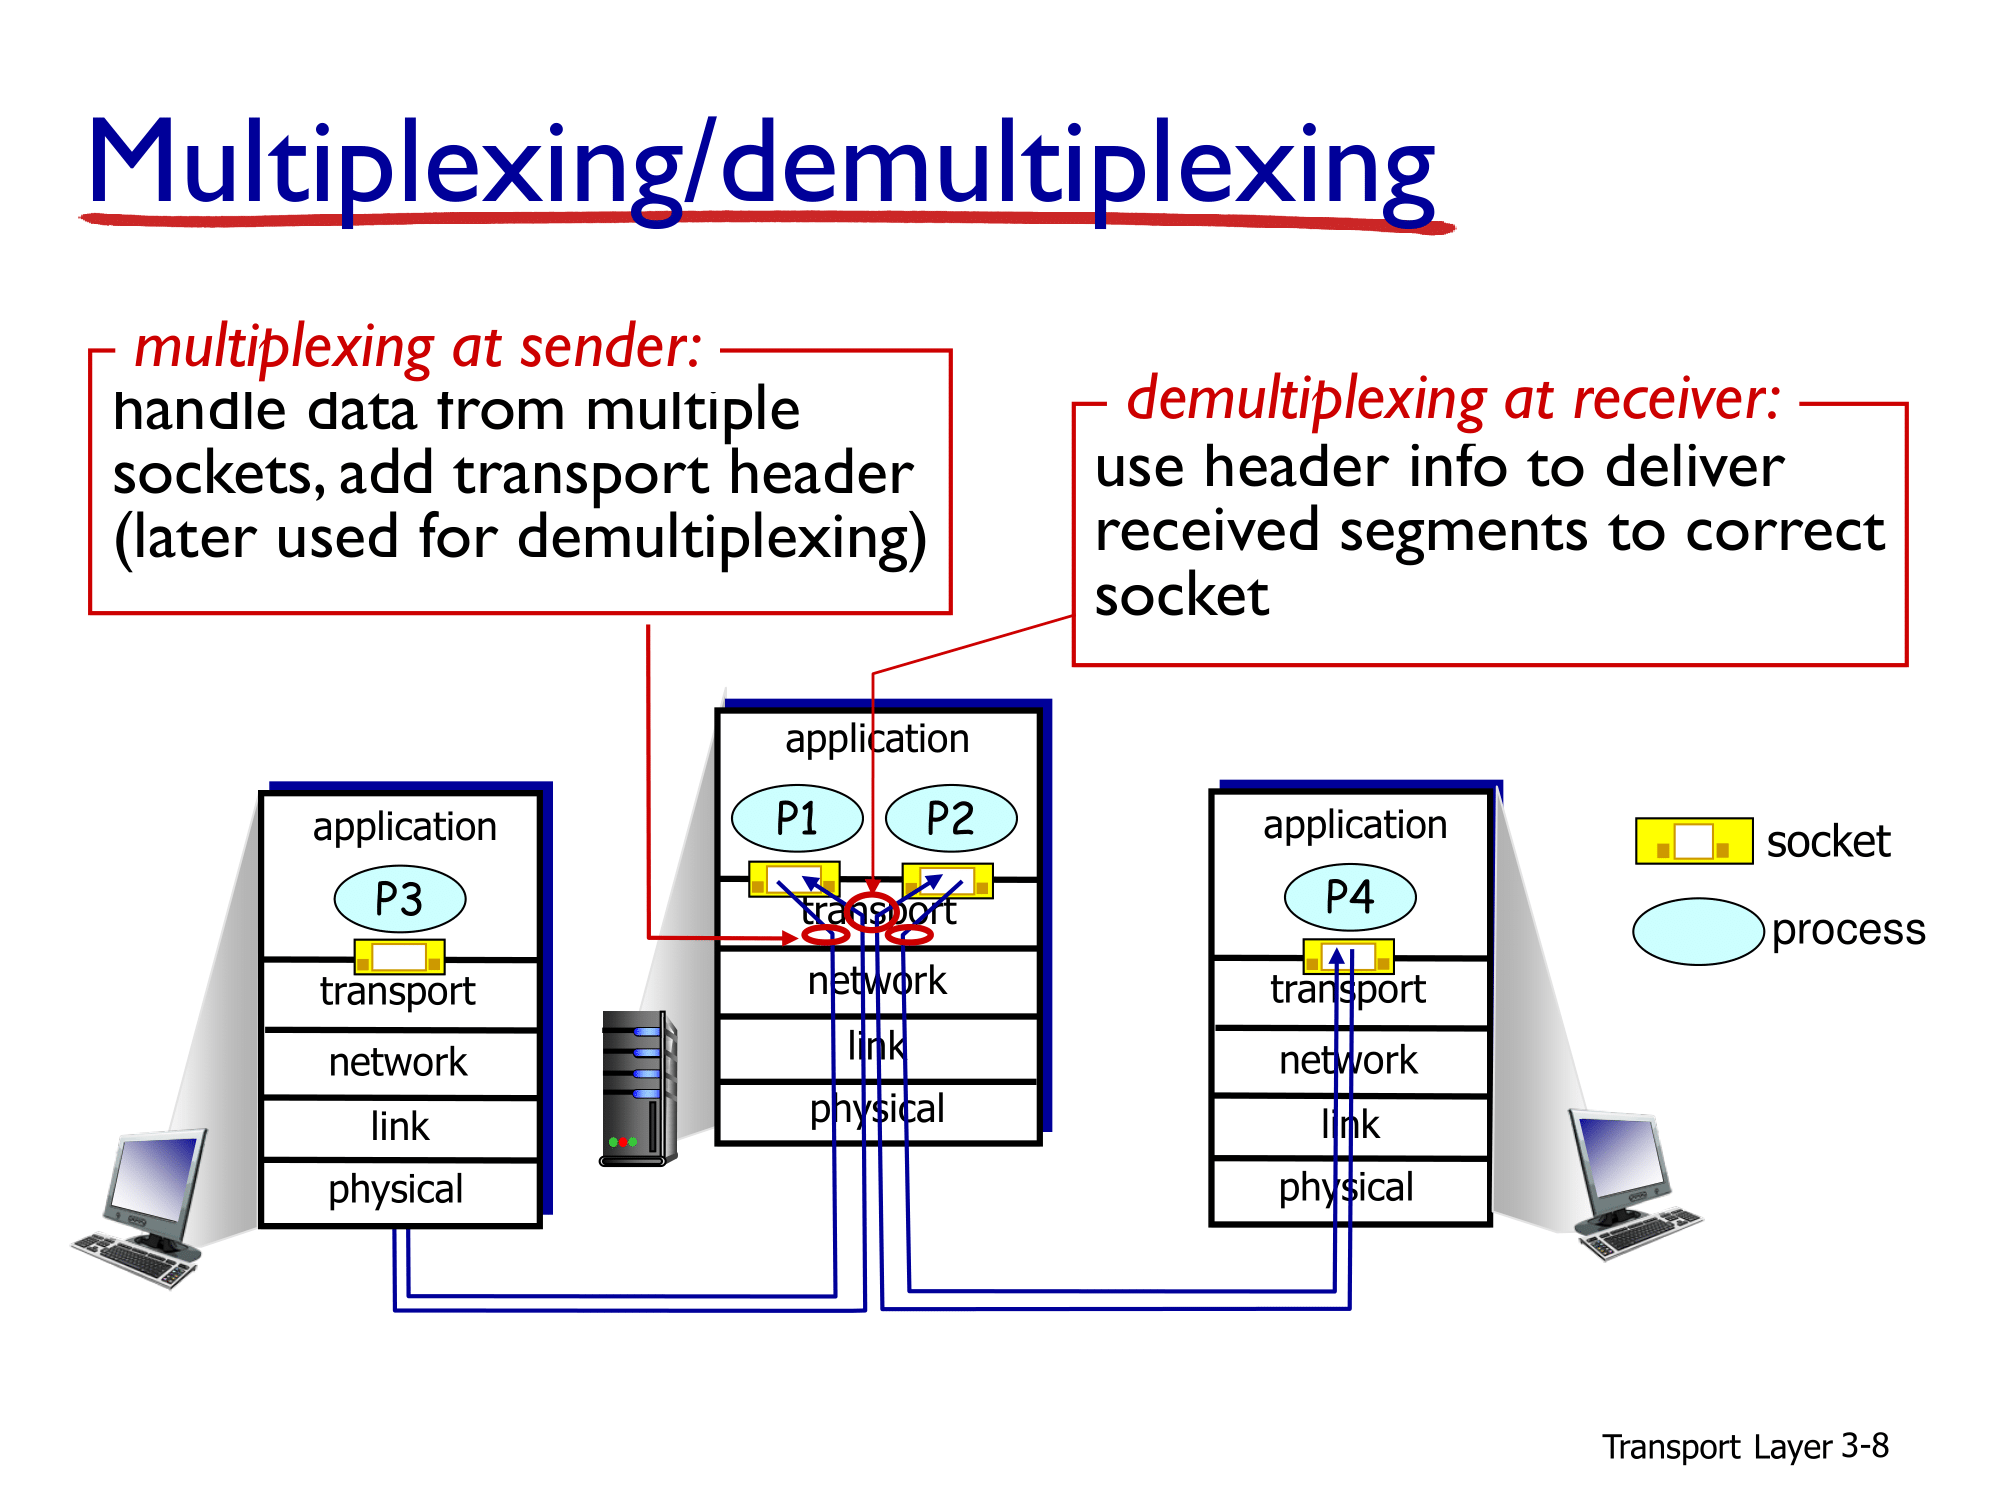 Multiplexing/demultiplexing
multiplexing at sender:
handle data from multiple
sockets, add transport header
(later used for demultiplexing)
demultiplexing at receiver:
use header info to deliver
received segments to correct
socket
application
P3
transport
network
link
physical
application
P1 P2
transport
network
link
physical
application
P4
transport
network
link
physical
socket
process
Transport Layer 3-8